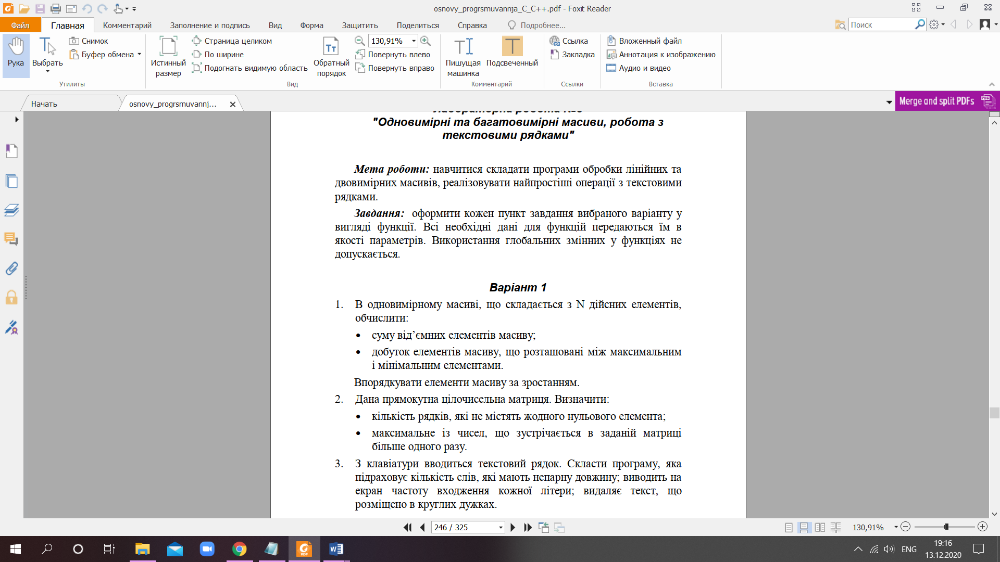 osnovy_progrsmuvannja_C_C++.pdf - Foxit Reader
Файл Главная Комментарий Заполнение и подпись Вид Форма Защитить Поделиться Справка Подробнее... Поиск
Рука
Выбрать
Снимок
Буфер обмена
Утилиты
Истинный размер
Страница целиком
По ширине
Подогнать видимую область
Обратный порядок
130,91%
Повернуть влево
Повернуть вправо
Вид
Пишущая машинка
Подсвеченный
Комментарий
Ссылка
Закладка
Ссылки
Вложенный файл
Аннотация к изображению
Аудио и видео
Вставка
Начать
osnovy_progrsmuvannj...
Merge and split PDFs
"Одновимірні та багатовимірні масиви, робота з
текстовими рядками"
Мета роботи: навчитися складати програми обробки лінійних та
двовимірних масивів, реалізовувати найпростіші операції з текстовими
рядками.
Завдання: оформити кожен пункт завдання вибраного варіанту у
вигляді функції. Всі необхідні дані для функцій передаються їм в
якості параметрів. Використання глобальних змінних у функціях не
допускається.
Варіант 1
1. В одновимірному масиві, що складається з N дійсних елементів,
обчислити:
• суму від’ємних елементів масиву;
• добуток елементів масиву, що розташовані між максимальним
і мінімальним елементами.
Впорядкувати елементи масиву за зростанням.
2. Дана прямокутна цілочисельна матриця. Визначити:
• кількість рядків, які не містять жодного нульового елемента;
• максимальне із чисел, що зустрічається в заданій матриці
більше одного разу.
3. З клавіатури вводиться текстовий рядок. Скласти програму, яка
підраховує кількість слів, які мають непарну довжину; виводить на
екран частоту входження кожної літери; видаляє текст, що
розміщено в круглих дужках.
246 / 325
130,91%
ENG
19:16
13.12.2020